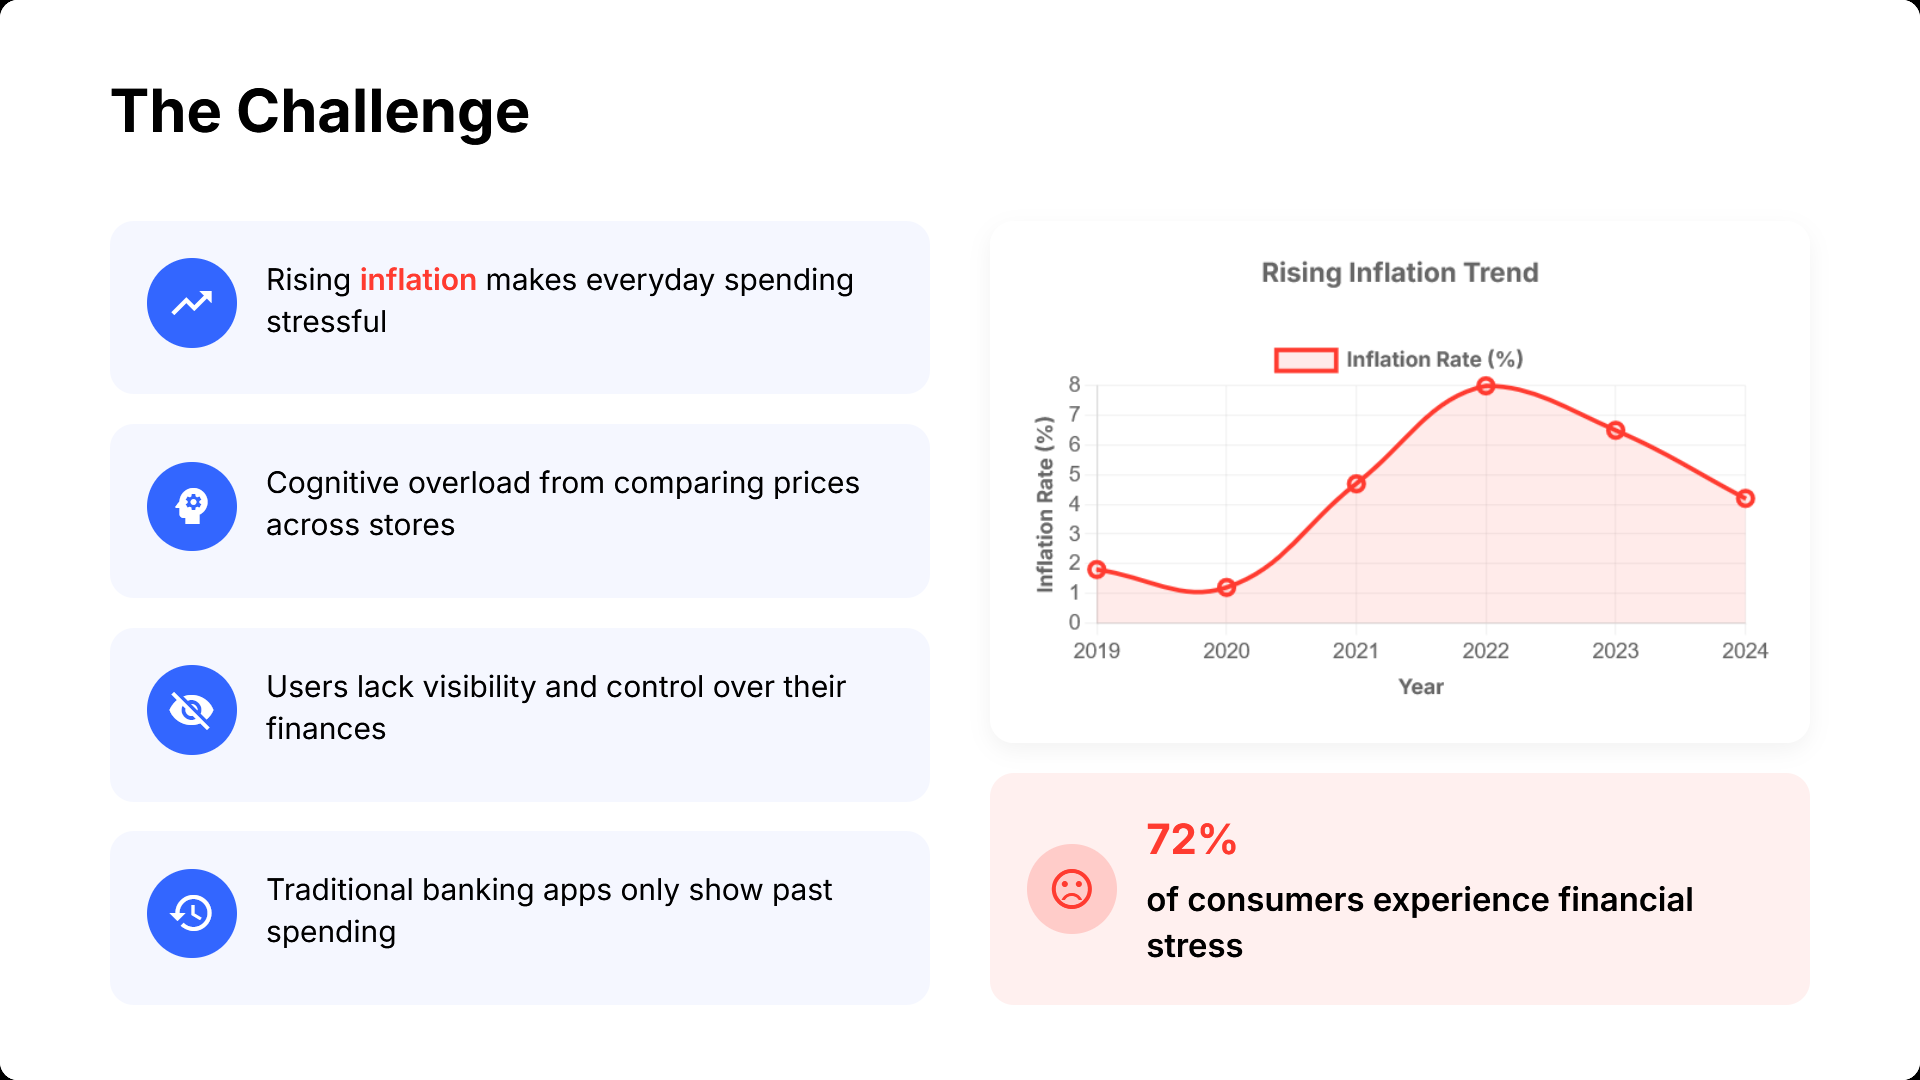 The Challenge
Rising inflation makes everyday spending
stressful
Cognitive overload from comparing prices
across stores
Users lack visibility and control over their
finances
Traditional banking apps only show past
spending
Rising Inflation Trend
Inflation Rate (%)
Inflation Rate (%)
8
7
6
5
4
3
2
1
0
2019 2020 2021 2022 2023 2024
Year
72%
of consumers experience financial
stress